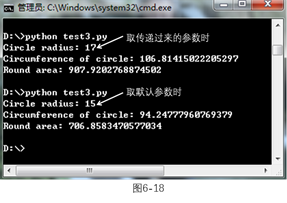 管理员: C:\Windows\system32\cmd.exe
D:\>python test3.py
取传递过来的参数时
Circle radius: 17
Circumference of circle: 106.81415022205297
Round area: 907.9202768874502
D:\>python test3.py
取默认参数时
Circle radius: 15
Circumference of circle: 94.24777960769379
Round area: 706.8583470577034
D:\>
图6-18